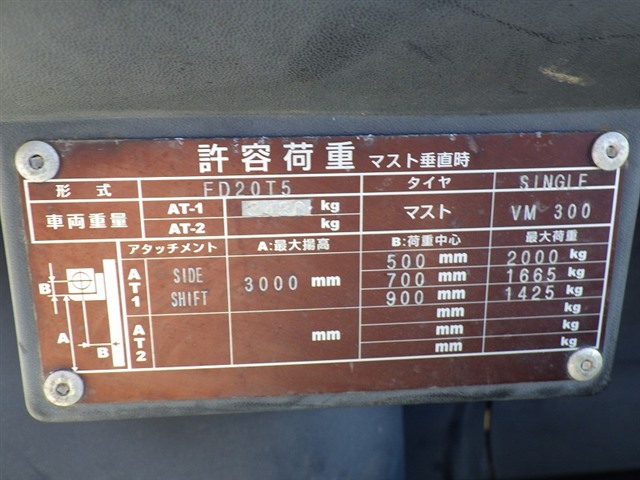 許容荷重 マスト垂直時
形式 FD20T5 タイヤ SINGLE
車両重量 AT-1 kg マスト VM 300
AT-2 kg
アタッチメント A:最大揚高 B:荷重中心 最大荷重
AT1 SIDE SHIFT 3000 mm 500 mm 2000 kg
700 mm 1665 kg
900 mm 1425 kg
AT2 mm mm kg
mm kg
B
A
B